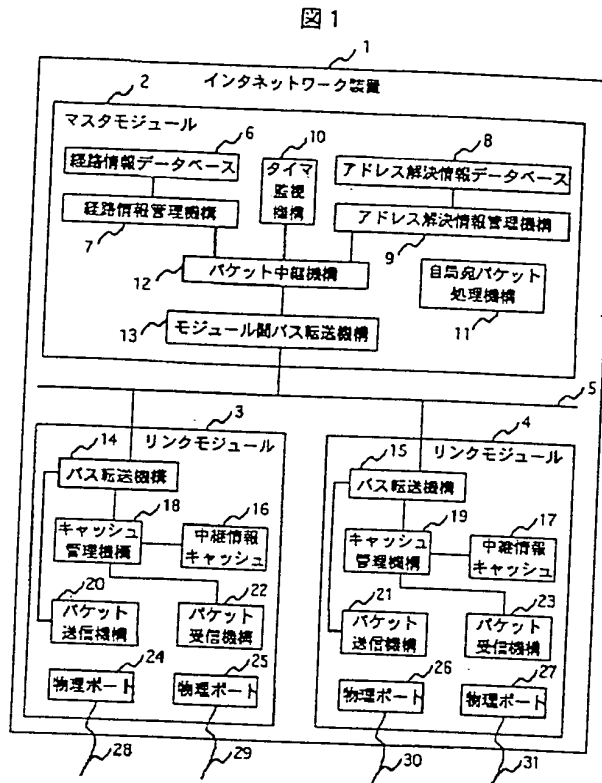 図1
1
インタネットワーク装置
2
マスタモジュール
6
10
8
経路情報データベース
タイマ
監視
機構
アドレス解決情報データベース
経路情報管理機構
アドレス解決情報管理機構
7
9
12
パケット中継機構
自局宛パケット
処理機構
13
モジュール間バス転送機構
11
5
3
4
14
リンクモジュール
15
リンクモジュール
バス転送機構
バス転送機構
18
16
19
17
キャッシュ
管理機構
中継情報
キャッシュ
キャッシュ
管理機構
中継情報
キャッシュ
20
22
21
23
パケット
送信機構
パケット
受信機構
パケット
送信機構
パケット
受信機構
24
25
26
27
物理ポート
物理ポート
物理ポート
物理ポート
28
29
30
31